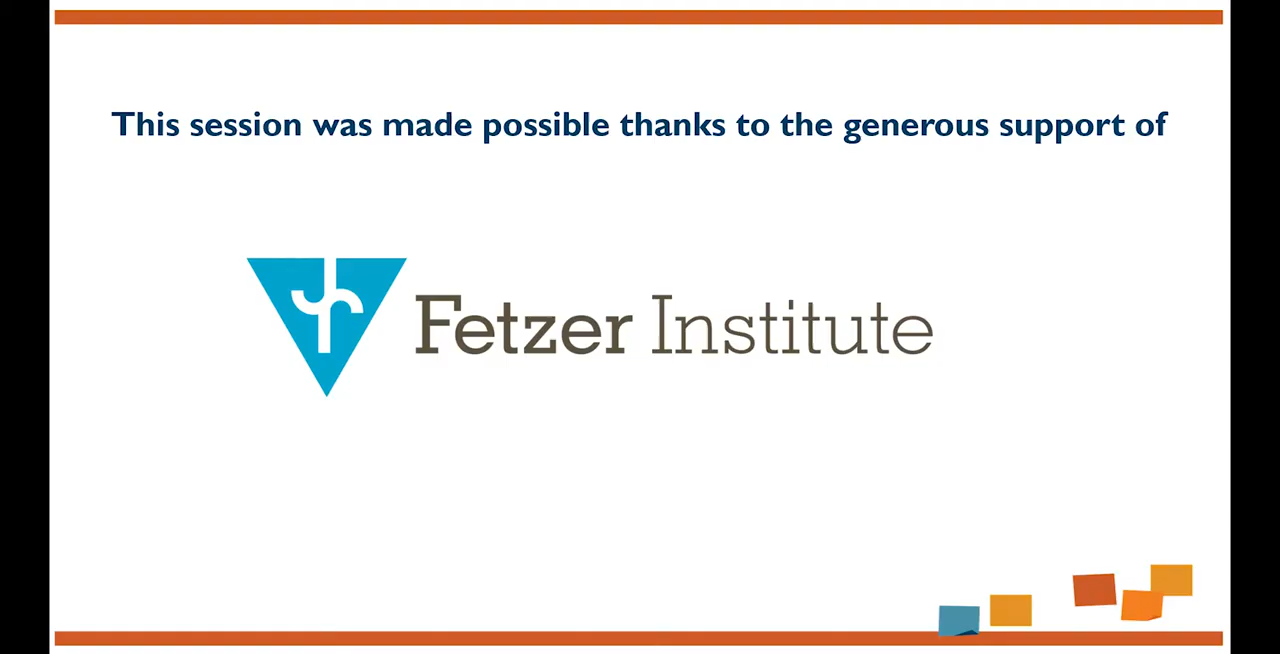 This session was made possible thanks to the generous support of
Fetzer Institute